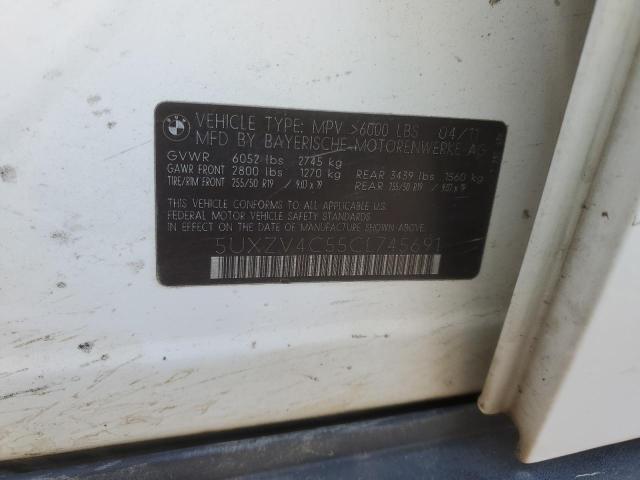 BMW
VEHICLE TYPE: MPV >6000 LBS 04/11
MFD BY BAYERISCHE-MOTORENWERKE-AG
GVWR 6052 lbs 2745 kg
GAWR FRONT 2800 lbs 1270 kg REAR 3439 lbs 1560 kg
TIRE/RIM FRONT 255/50 R19 / 9.0J x 19 REAR 255/50 R19 / 9.0J x 19
THIS VEHICLE CONFORMS TO ALL APPLICABLE U.S.
FEDERAL MOTOR VEHICLE SAFETY STANDARDS
IN EFFECT ON THE DATE OF MANUFACTURE SHOWN ABOVE.
5UXZV4C55CL745691